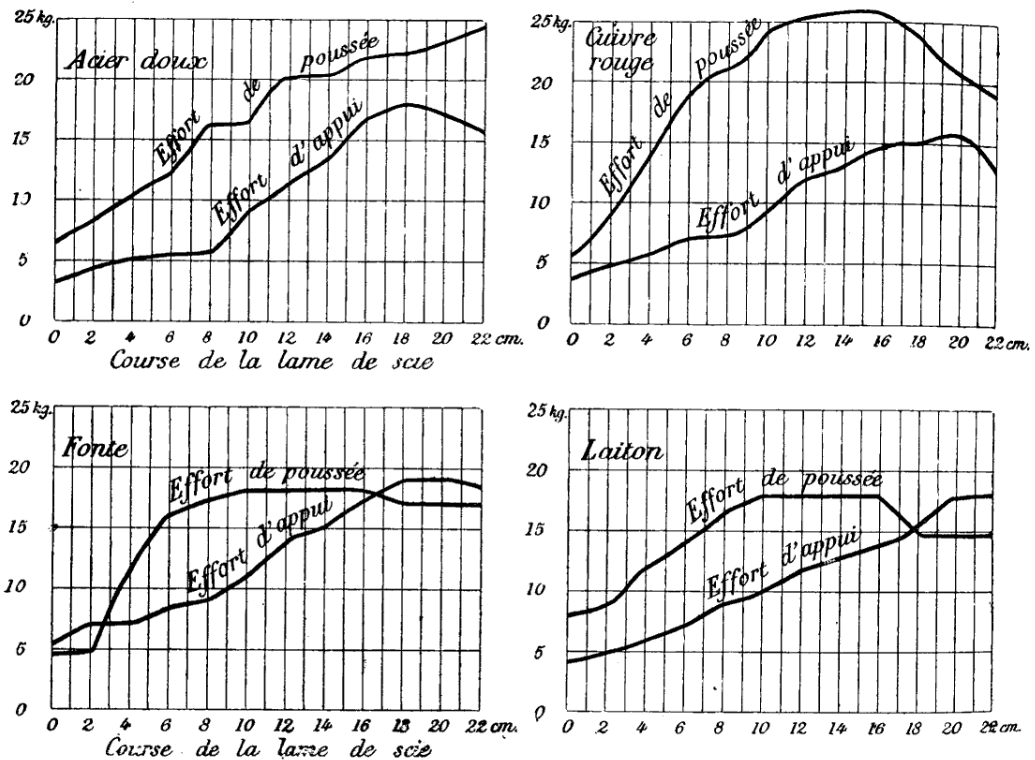 25 kg.
Acier doux
Effort de poussée
Effort d'appui
20
15
10
5
0
0 2 4 6 8 10 12 14 16 18 20 22 cm.
Course de la lame de scie
25 kg.
Cuivre
rouge
Effort de poussée
Effort d'appui
20
15
10
5
0
0 2 4 6 8 10 12 14 16 18 20 22 cm.
25 kg.
Fonte
Effort de poussée
Effort d'appui
20
15
10
5
0
0 2 4 6 8 10 12 14 16 18 20 22 cm.
Course de la lame de scie
25 kg.
Laiton
Effort de poussée
Effort d'appui
20
15
10
5
0
0 2 4 6 8 10 12 14 16 18 20 22 cm.